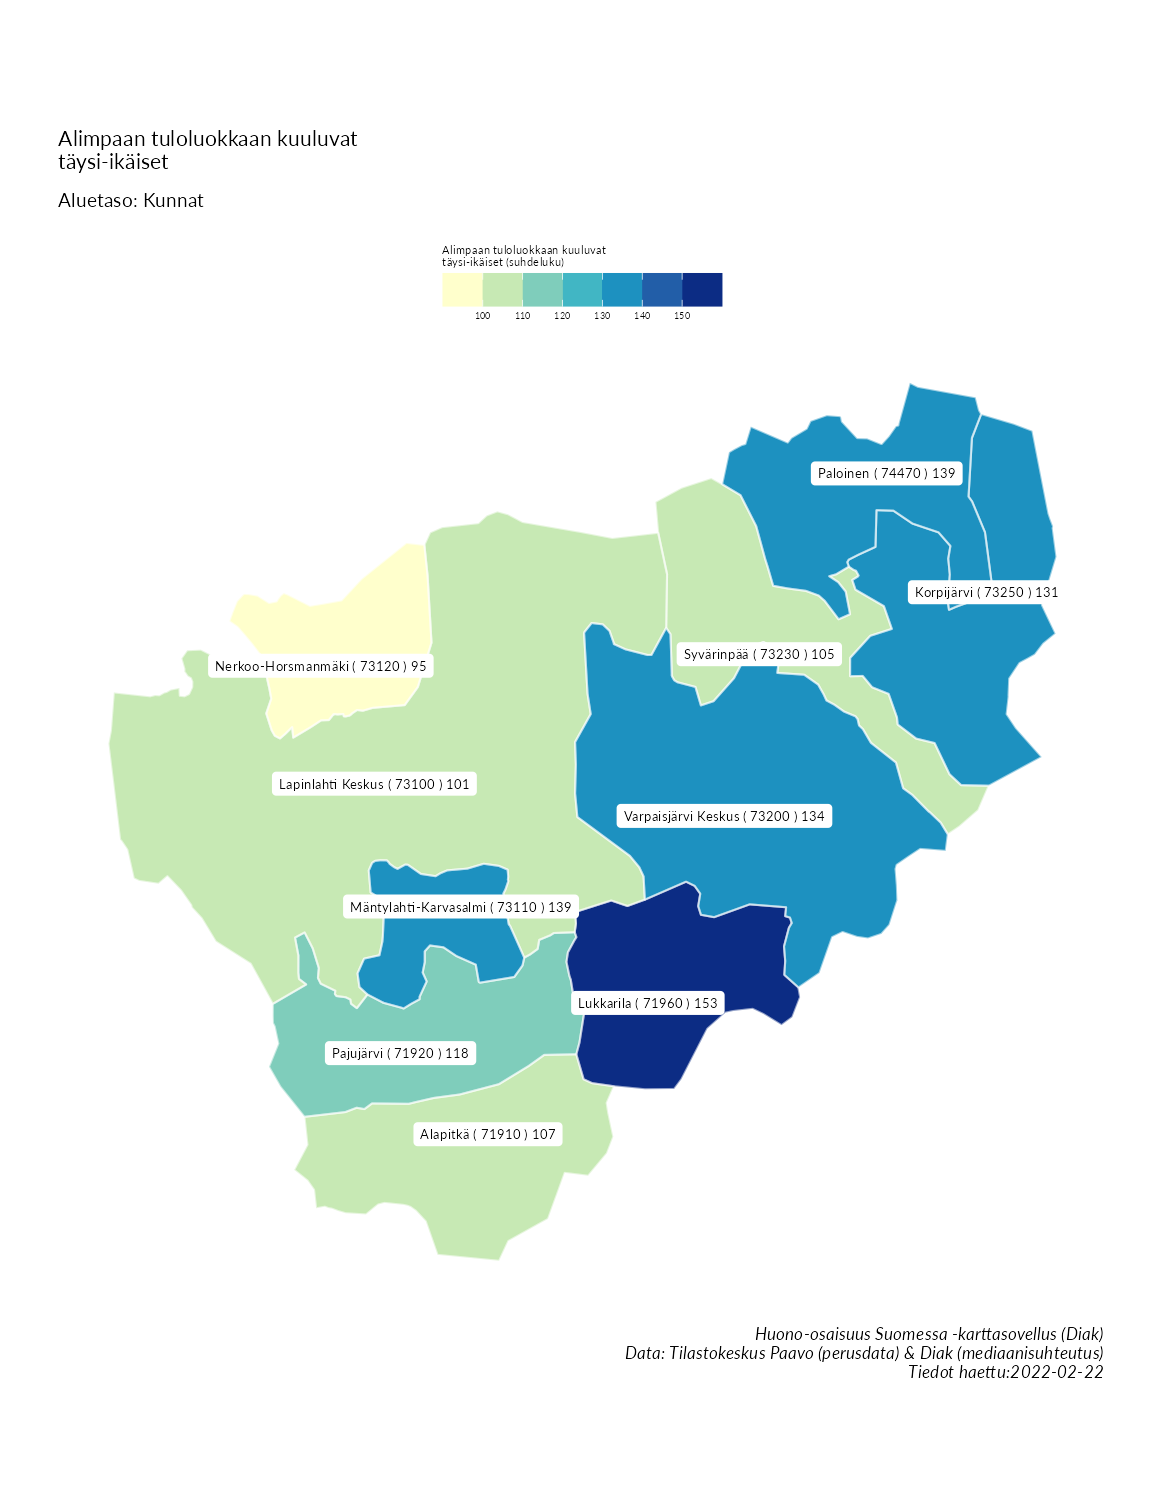 Alimpaan tuloluokkaan kuuluvat
täysi-ikäiset
Aluetaso: Kunnat
Alimpaan tuloluokkaan kuuluvat
täysi-ikäiset (suhdeluku)
100 110 120 130 140 150
Paloinen ( 74470 ) 139
Korpijärvi ( 73250 ) 131
Syvärinpää ( 73230 ) 105
Nerkoo-Horsmanmäki ( 73120 ) 95
Lapinlahti Keskus ( 73100 ) 101
Varpaisjärvi Keskus ( 73200 ) 134
Mäntylahti-Karvasalmi ( 73110 ) 139
Lukkarila ( 71960 ) 153
Pajujärvi ( 71920 ) 118
Alapitkä ( 71910 ) 107
Huono-osaisuus Suomessa -karttasovellus (Diak)
Data: Tilastokeskus Paavo (perusdata) & Diak (mediaanisuhteutus)
Tiedot haettu:2022-02-22